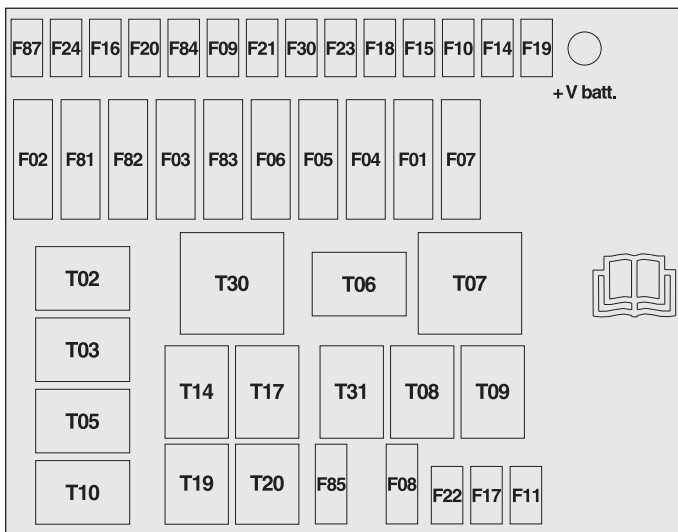 F87 F24 F16 F20 F84 F09 F21 F30 F23 F18 F15 F10 F14 F19
+ V batt.
F02 F81 F82 F03 F83 F06 F05 F04 F01 F07
T02 T30 T06 T07
T03
T14 T17 T31 T08 T09
T05
T10 T19 T20 F85 F08 F22 F17 F11